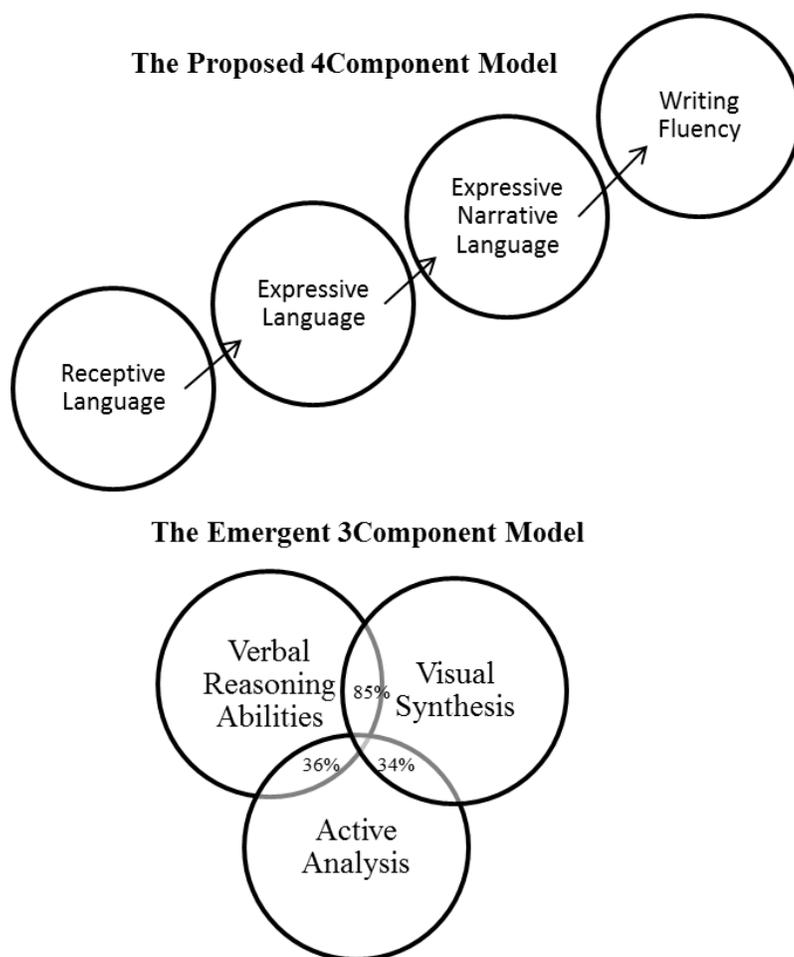 The Proposed 4Component Model
Writing
Fluency
Expressive
Narrative
Language
Expressive
Language
Receptive
Language
The Emergent 3Component Model
Verbal
Reasoning
Abilities
85%
Visual
Synthesis
36%
34%
Active
Analysis